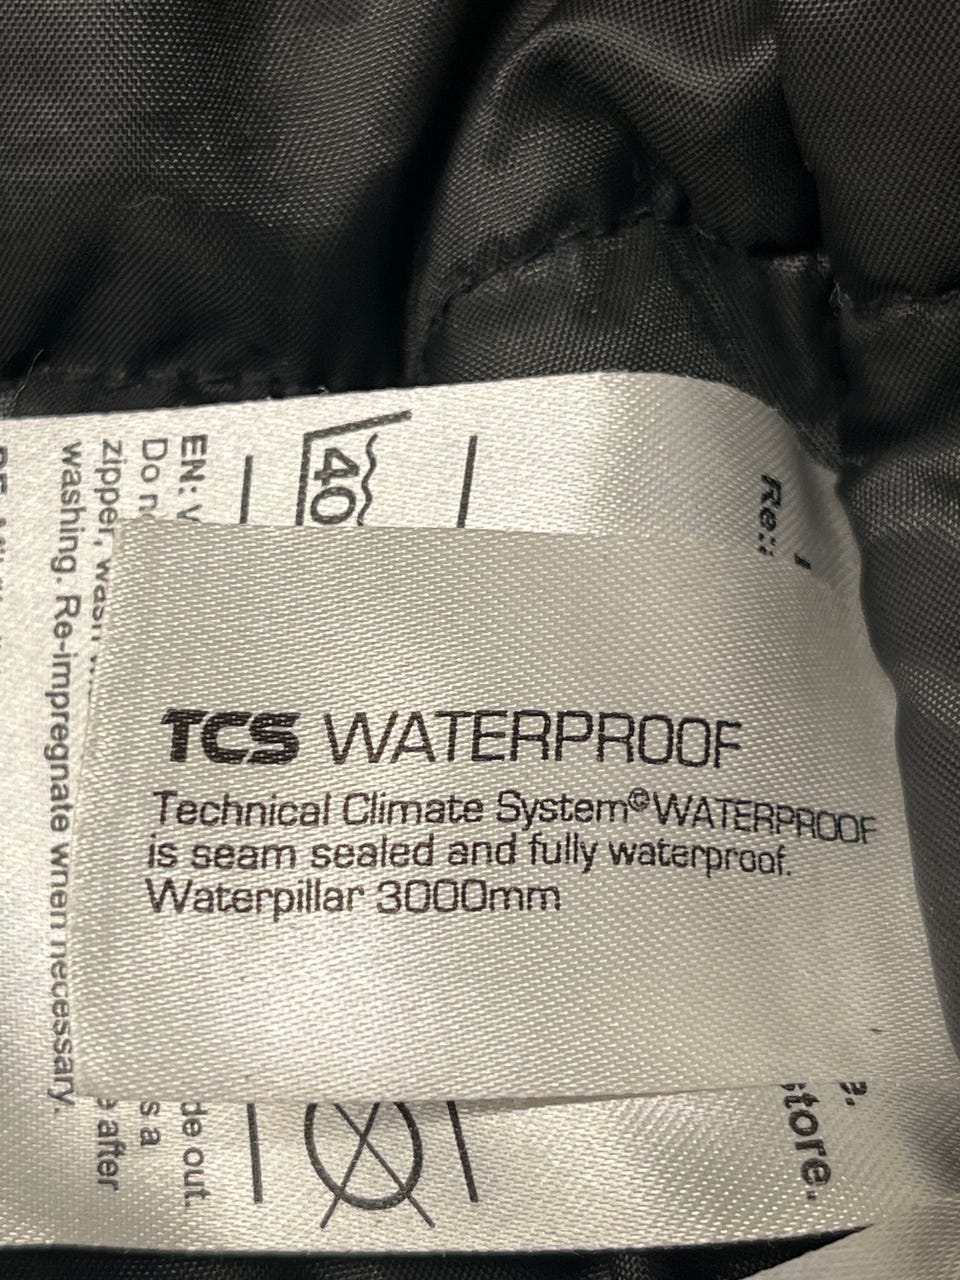 TCS WATERPROOF
Technical Climate System©WATERPROOF
is seam sealed and fully waterproof.
Waterpillar 3000mm
40
EN:
de out.
Do
s a
zipper,
after
washing. Re-impregnate when necessary.
store.